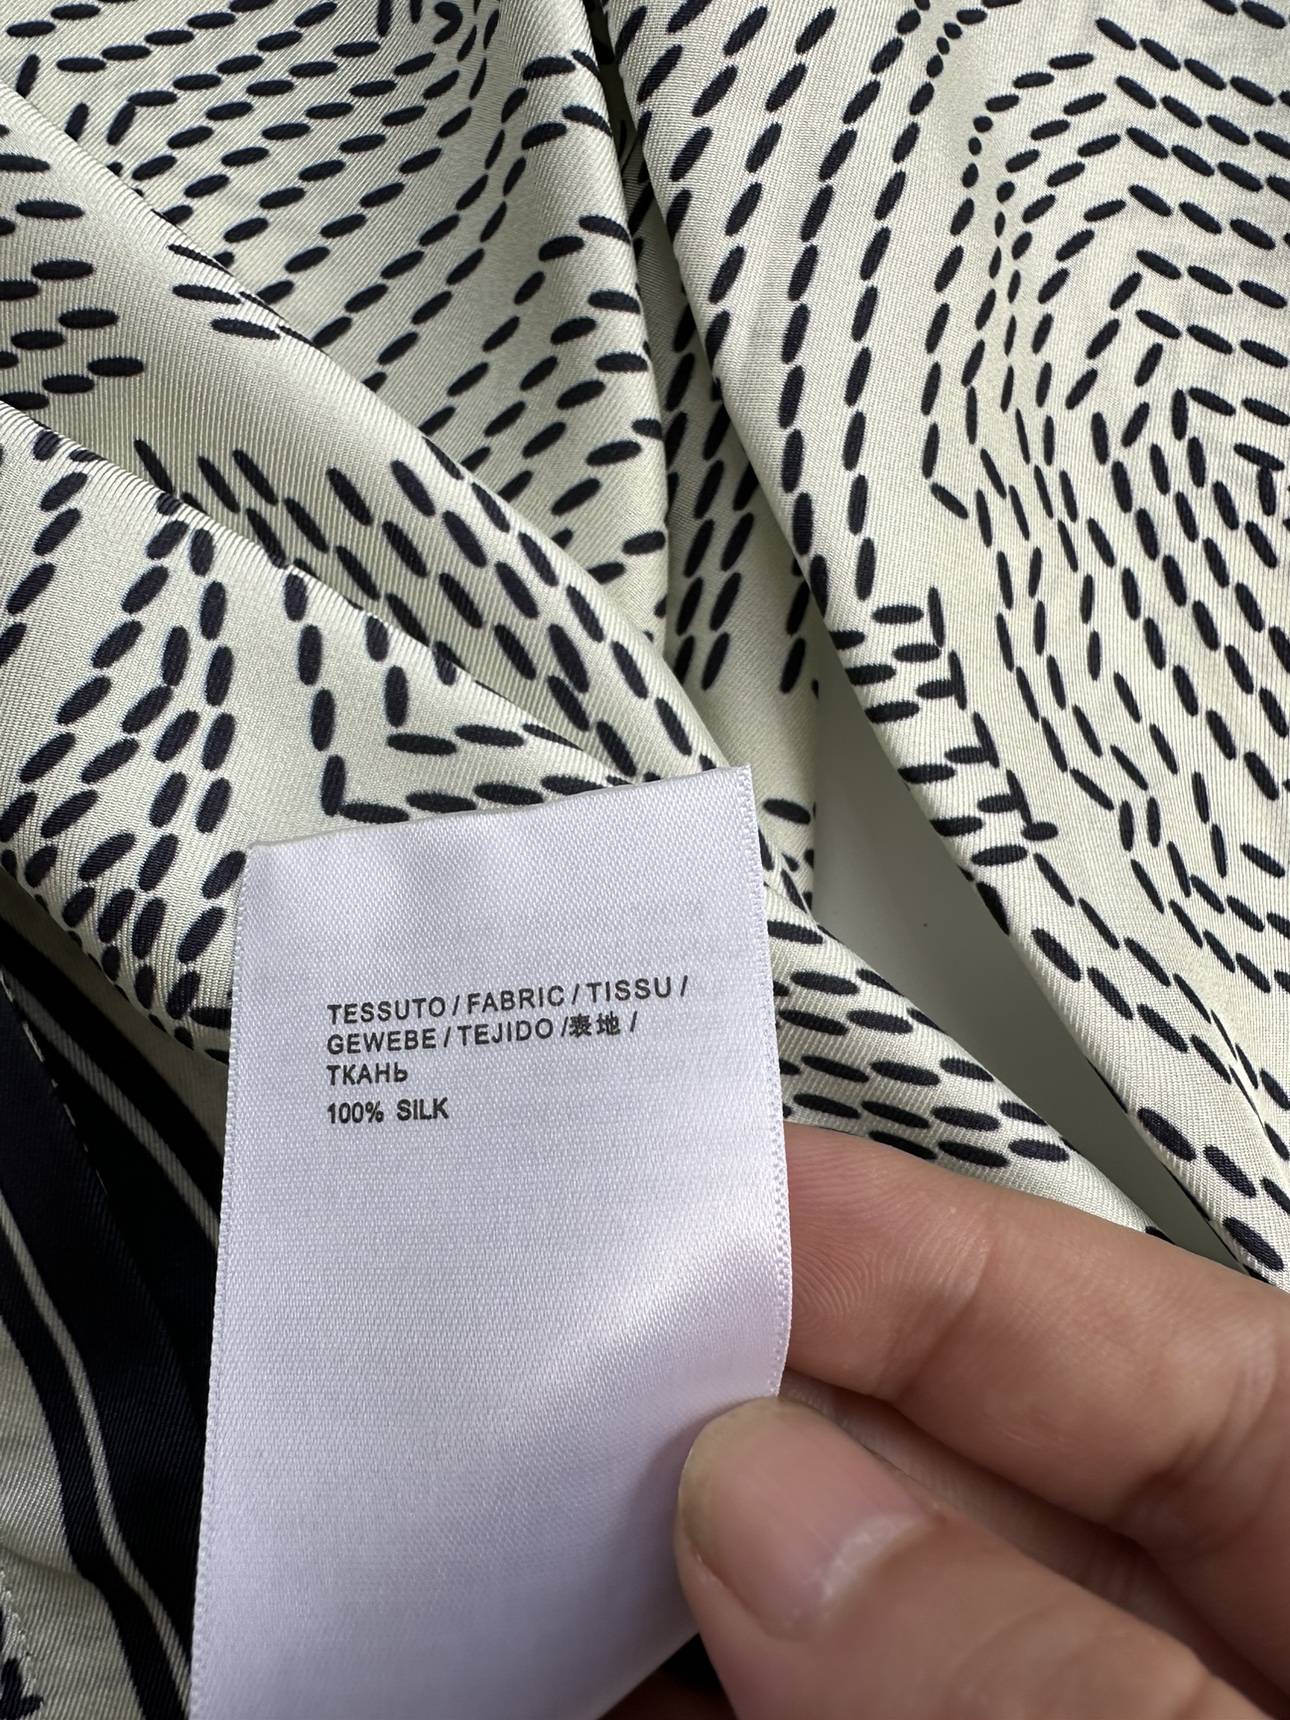 TESSUTO / FABRIC / TISSU /
GEWEBE / TEJIDO /表地 /
ТКАНЬ
100% SILK